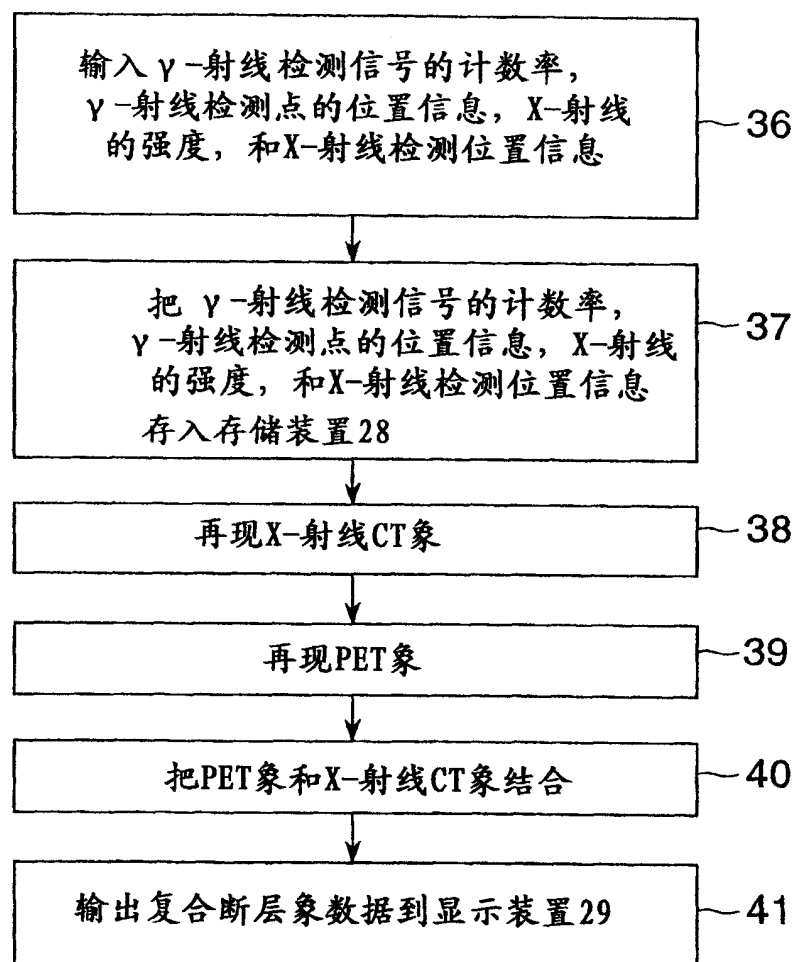 输入γ-射线检测信号的计数率，
γ-射线检测点的位置信息，X-射线
的强度，和X-射线检测位置信息
36
把 γ-射线检测信号的计数率，
γ-射线检测点的位置信息，X-射线
的强度，和X-射线检测位置信息
存入存储装置28
37
再现X-射线CT象
38
再现PET象
39
把PET象和X-射线CT象结合
40
输出复合断层象数据到显示装置29
41